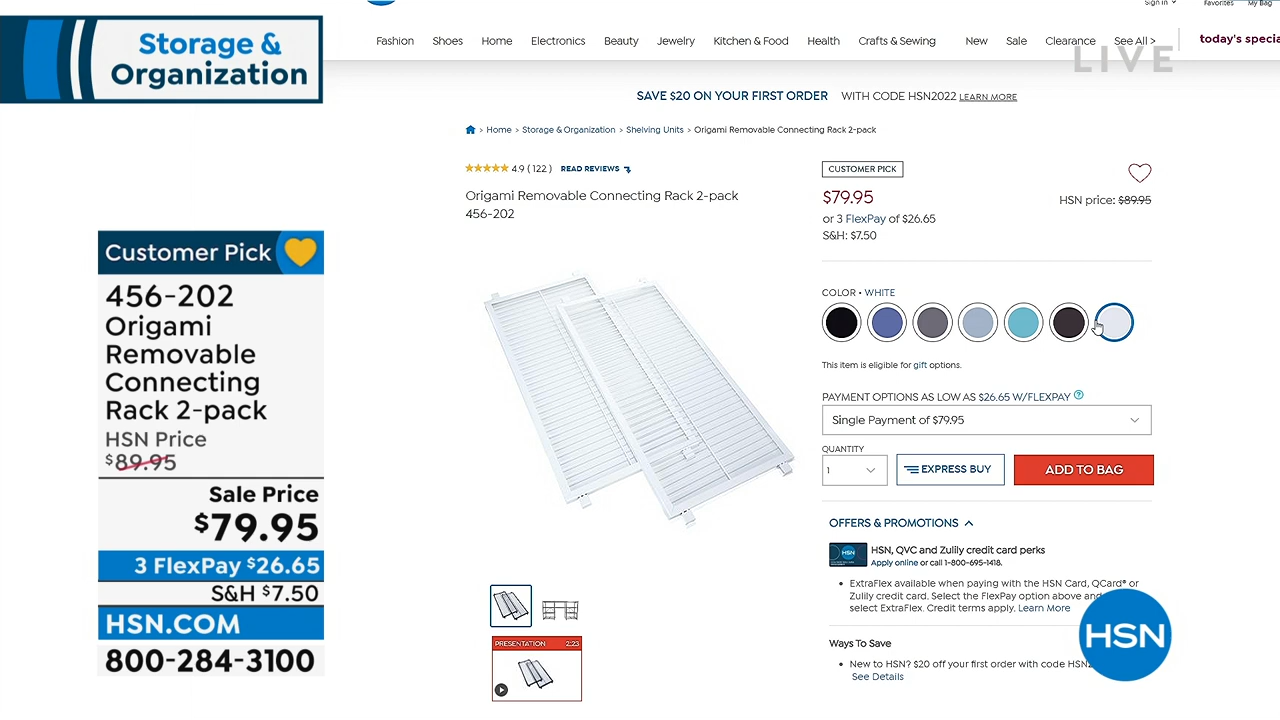 Storage &
Organization
Customer Pick
456-202
Origami
Removable
Connecting
Rack 2-pack
HSN Price
$89.95
Sale Price
$79.95
3 FlexPay $26.65
S&H $7.50
HSN.COM
800-284-3100
Sign In Favorites My Bag
Fashion Shoes Home Electronics Beauty Jewelry Kitchen & Food Health Crafts & Sewing New Sale Clearance See All > today's specia
LIVE
SAVE $20 ON YOUR FIRST ORDER WITH CODE HSN2022 LEARN MORE
> Home > Storage & Organization > Shelving Units > Origami Removable Connecting Rack 2-pack
4.9 ( 122 ) READ REVIEWS
Origami Removable Connecting Rack 2-pack
456-202
PRESENTATION 2:23
CUSTOMER PICK
$79.95
HSN price: $89.95
or 3 FlexPay of $26.65
S&H: $7.50
COLOR • WHITE
This item is eligible for gift options.
PAYMENT OPTIONS AS LOW AS $26.65 W/FLEXPAY ?
Single Payment of $79.95
QUANTITY
1
EXPRESS BUY
ADD TO BAG
OFFERS & PROMOTIONS
HSN
HSN, QVC and Zulily credit card perks
Apply online or call 1-800-695-1418.
• ExtraFlex available when paying with the HSN Card, QCard® or
Zulily credit card. Select the FlexPay option above and
select ExtraFlex. Credit terms apply. Learn More
Ways To Save
• New to HSN? $20 off your first order with code HSN2
See Details
HSN